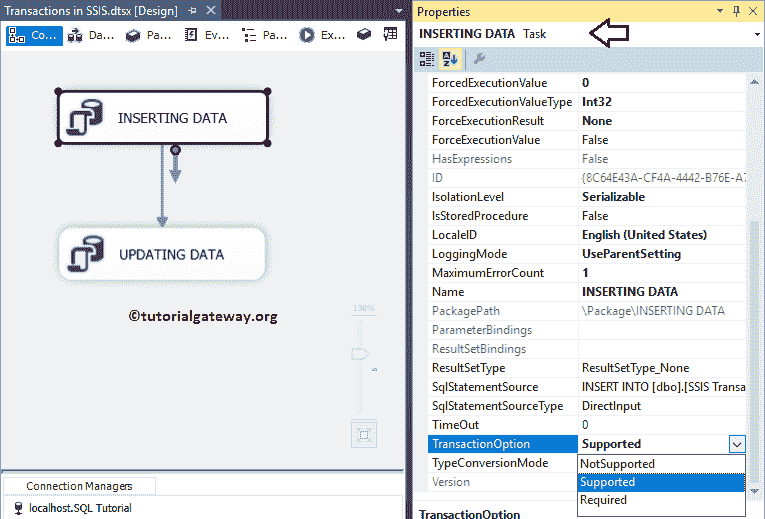 Transactions in SSIS.dtsx [Design]
Co... Da... Pa... Eve... Pa... Exe...
INSERTING DATA
UPDATING DATA
©tutorialgateway.org
130%
Connection Managers
localhost.SQL Tutorial
Properties
INSERTING DATA Task
ForcedExecutionValue 0
ForcedExecutionValueType Int32
ForceExecutionResult None
ForceExecutionValue False
HasExpressions False
ID {8C64E43A-CF4A-4442-B76E-A7
IsolationLevel Serializable
IsStoredProcedure False
LocaleID English (United States)
LoggingMode UseParentSetting
MaximumErrorCount 1
Name INSERTING DATA
PackagePath \Package\INSERTING DATA
ParameterBindings
ResultSetBindings
ResultSetType ResultSetType_None
SqlStatementSource INSERT INTO [dbo].[SSIS Transa
SqlStatementSourceType DirectInput
TimeOut 0
TransactionOption Supported
TypeConversionMode NotSupported
Version Supported
Required
TransactionOption